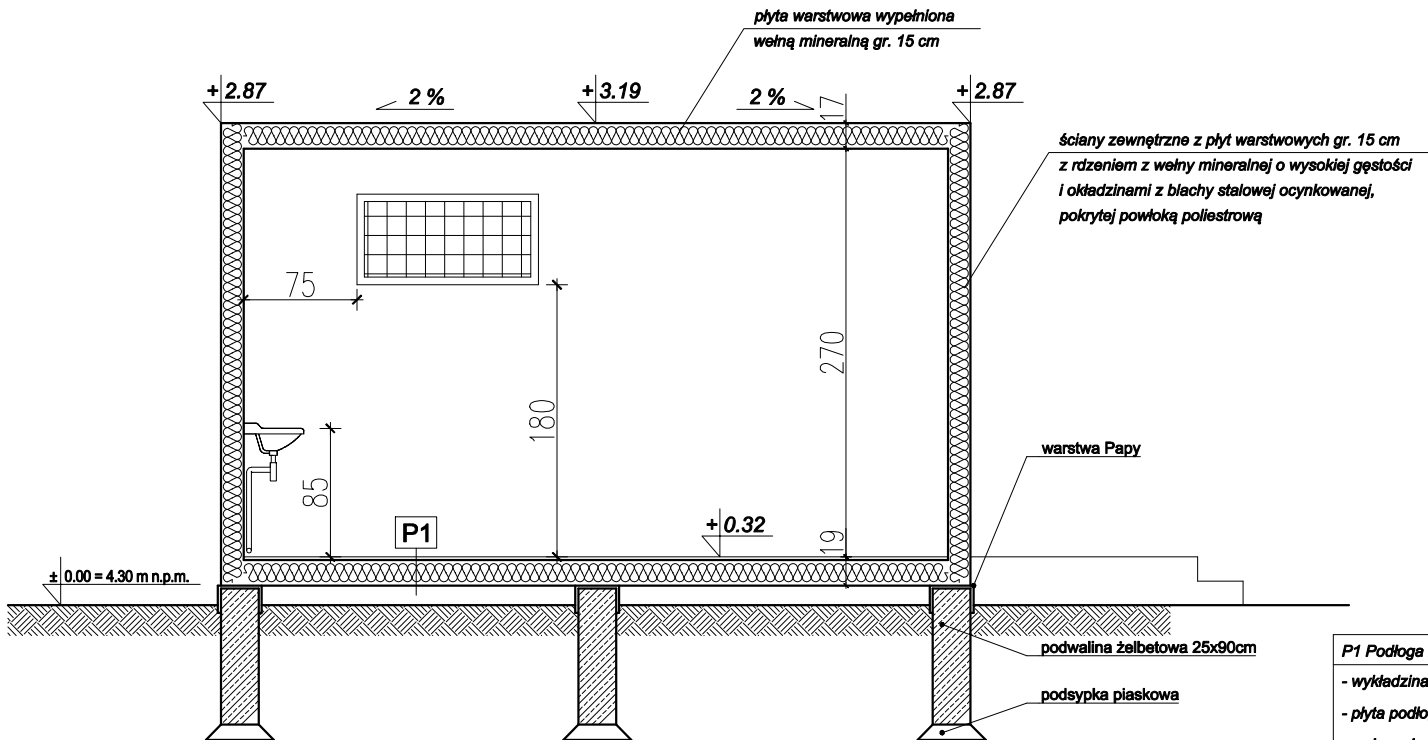 płyta warstwowa wypełniona
wełną mineralną gr. 15 cm
+ 2.87
2 %
+ 3.19
2 %
+ 2.87
17
ściany zewnętrzne z płyt warstwowych gr. 15 cm
z rdzeniem z wełny mineralnej o wysokiej gęstości
i okładzinami z blachy stalowej ocynkowanej,
pokrytej powłoką poliestrową
75
270
180
85
warstwa Papy
P1
+ 0.32
19
± 0.00 = 4.30 m n.p.m.
podwalina żelbetowa 25x90cm
podsypka piaskowa
P1 Podłoga
- wykładzina
- płyta podło